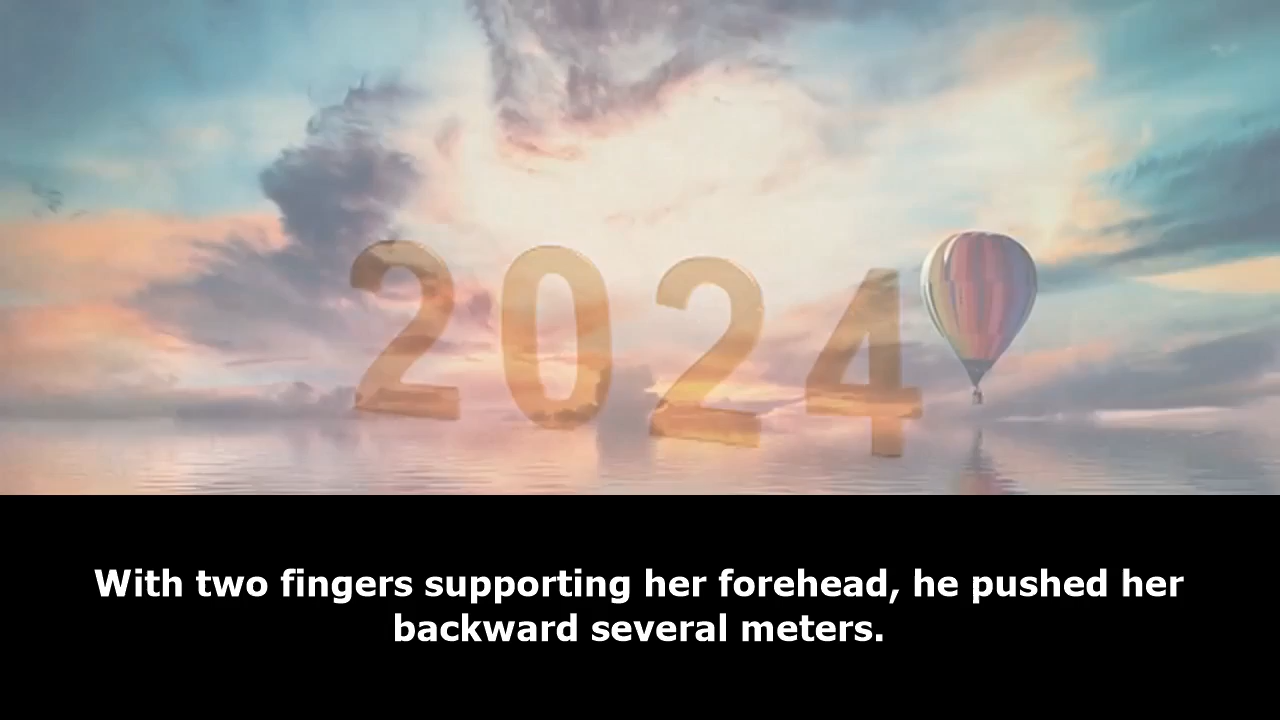 2024
With two fingers supporting her forehead, he pushed her
backward several meters.